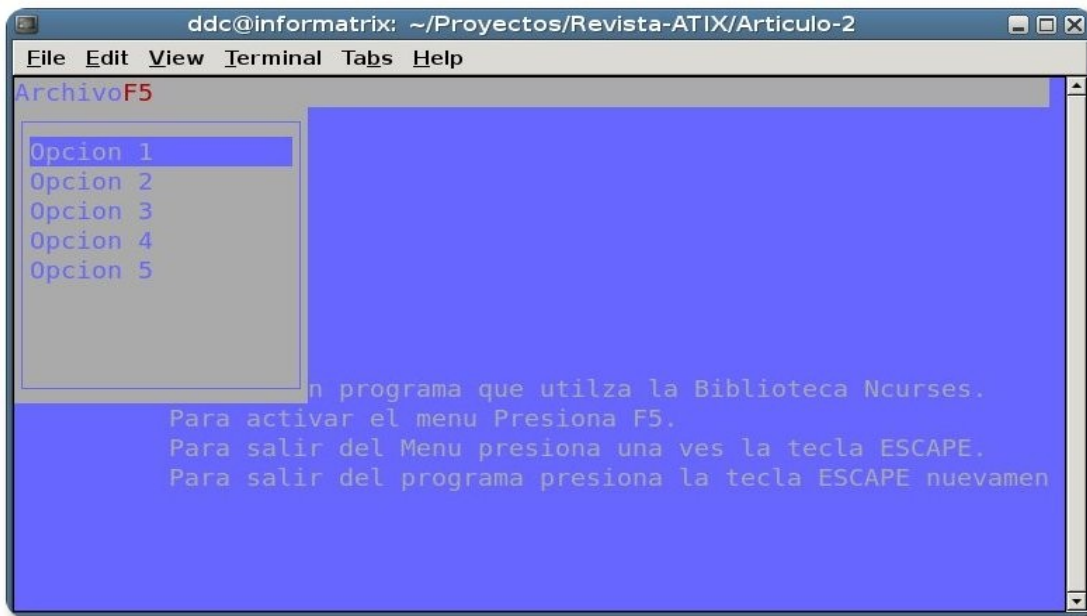 ddc@informatrix: ~/Proyectos/Revista-ATIX/Articulo-2
File Edit View Terminal Tabs Help
ArchivoF5
Opcion 1
Opcion 2
Opcion 3
Opcion 4
Opcion 5
n programa que utilza la Biblioteca Ncurses.
Para activar el menu Presiona F5.
Para salir del Menu presiona una ves la tecla ESCAPE.
Para salir del programa presiona la tecla ESCAPE nuevamen